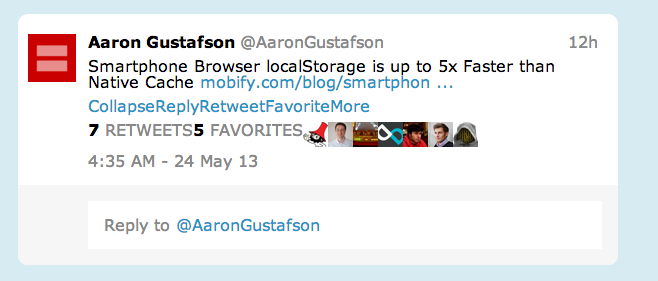 Aaron Gustafson @AaronGustafson 12h
Smartphone Browser localStorage is up to 5x Faster than
Native Cache mobify.com/blog/smartphon ...
CollapseReplyRetweetFavoriteMore
7 RETWEETS5 FAVORITES
4:35 AM - 24 May 13
Reply to @AaronGustafson